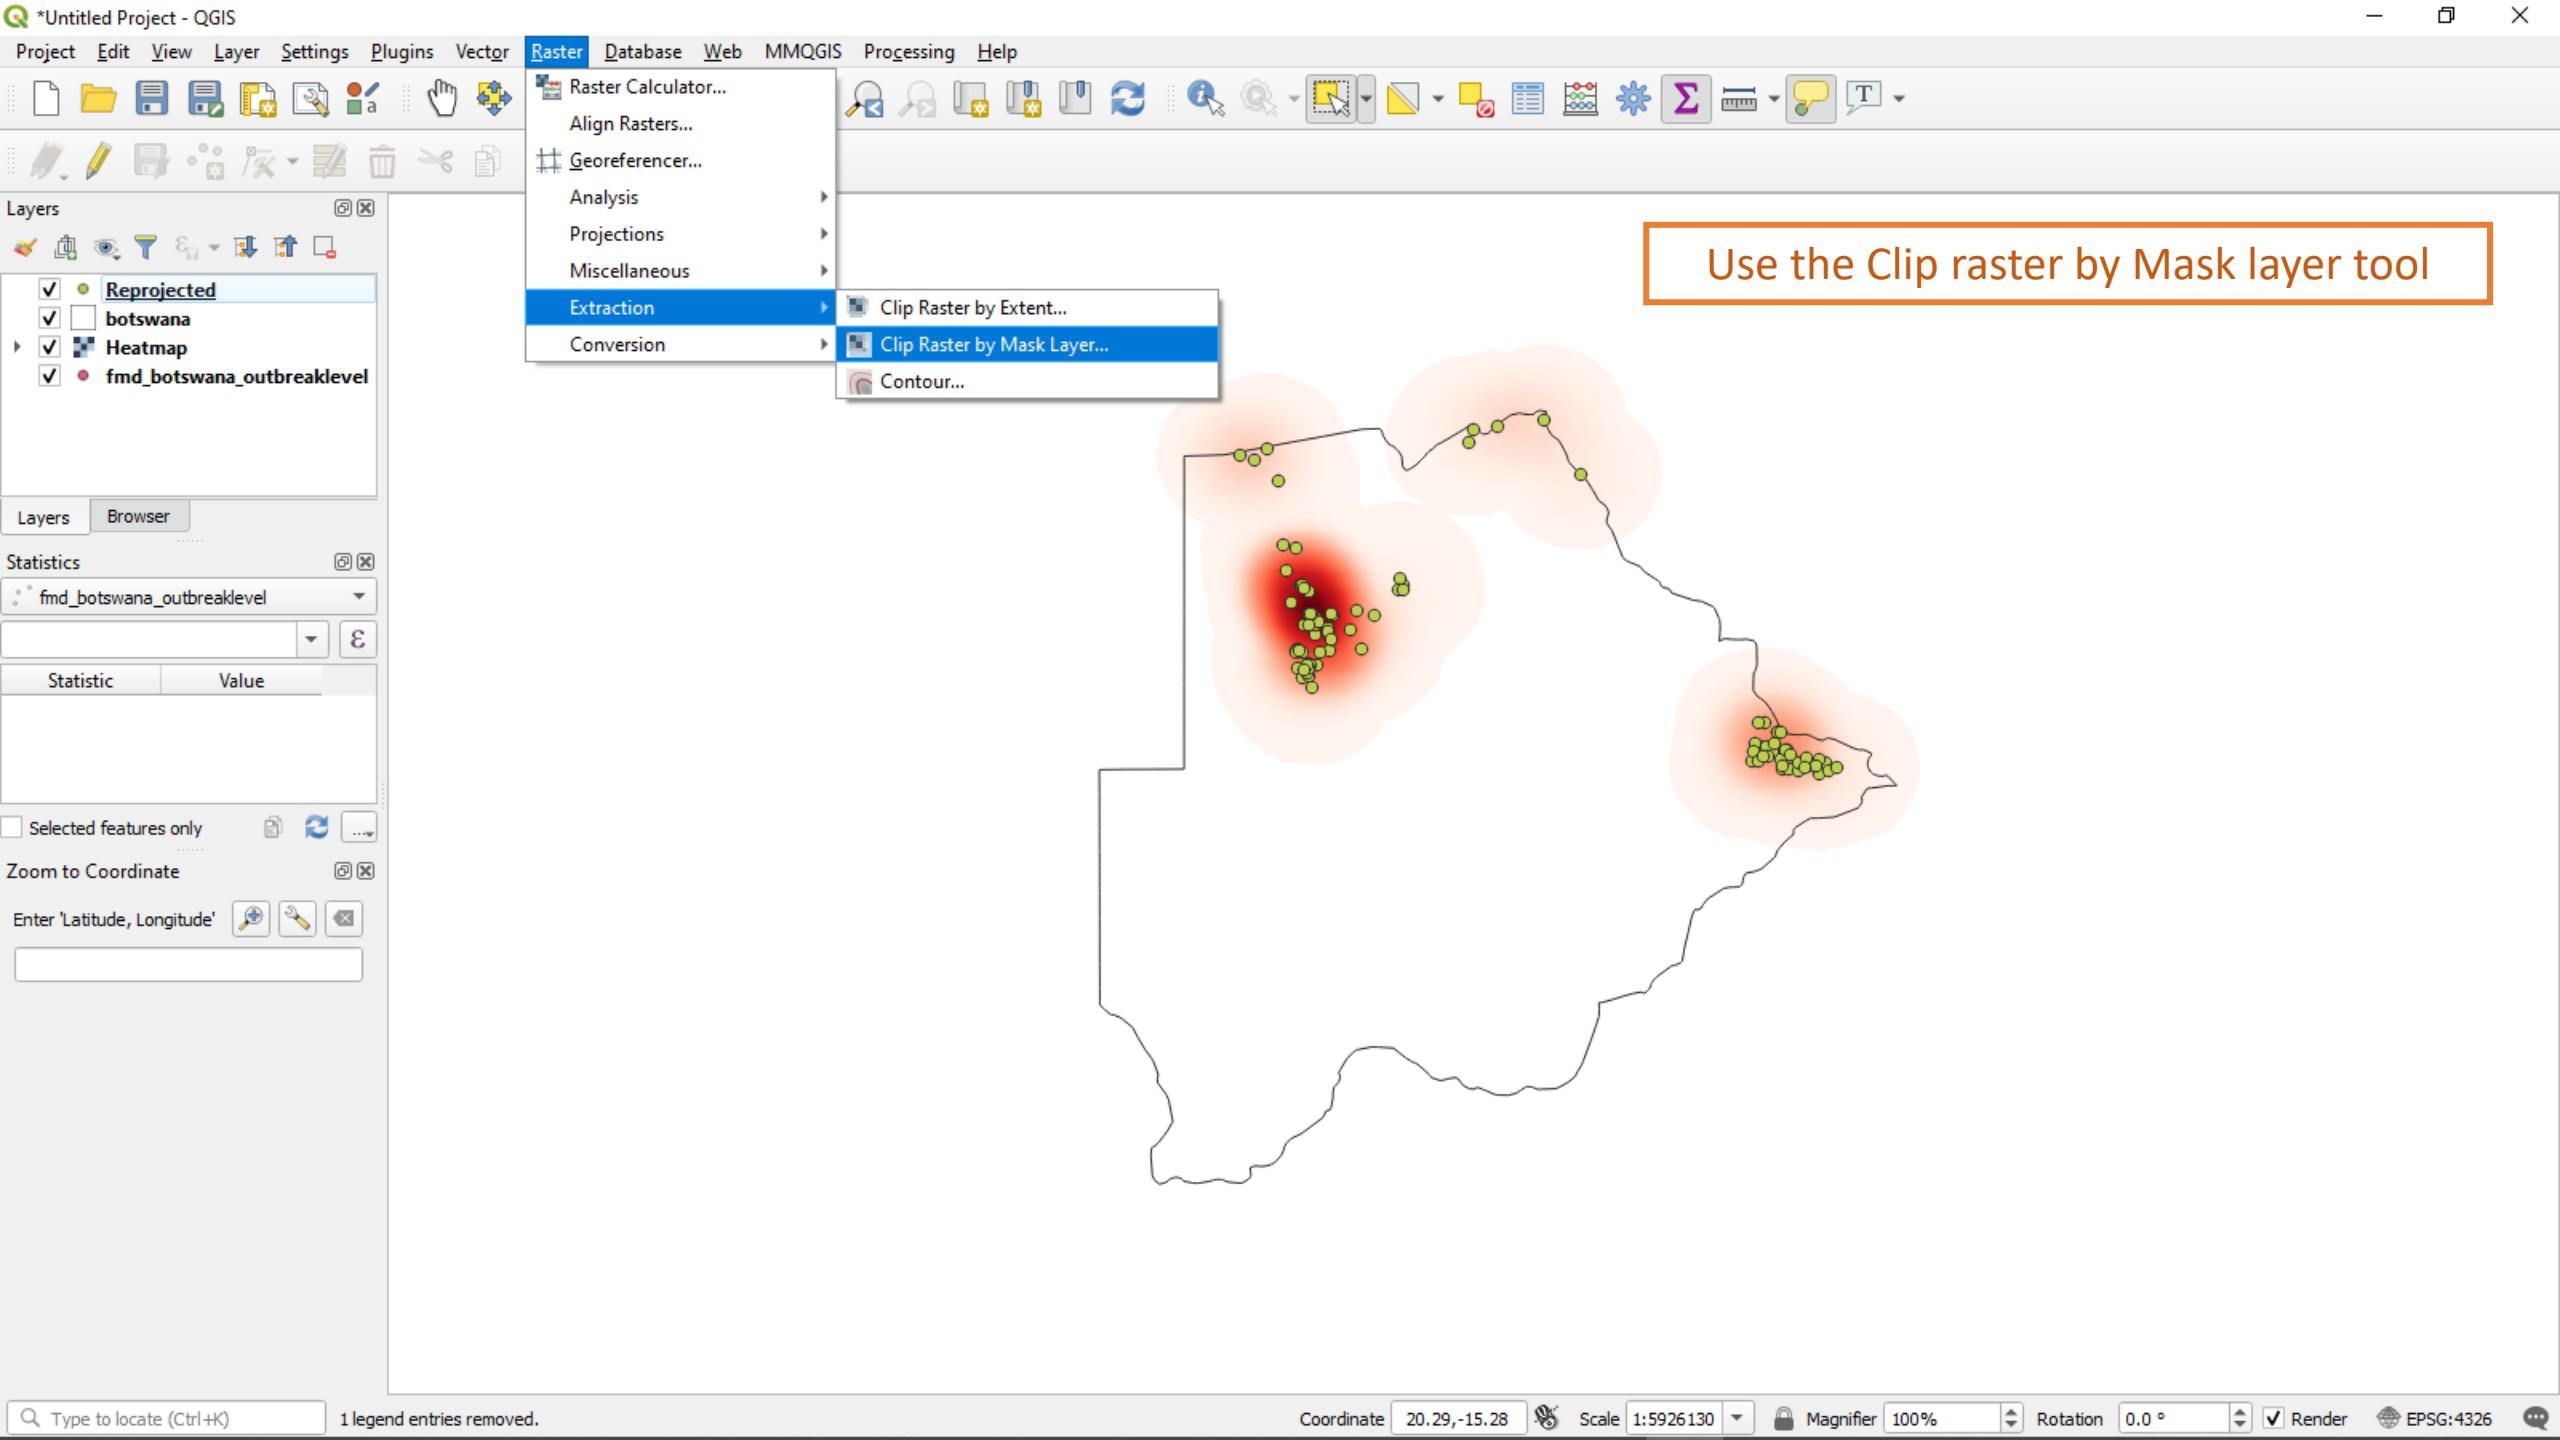 *Untitled Project - QGIS
Project Edit View Layer Settings Plugins Vector Raster Database Web MMQGIS Processing Help
Raster Calculator...
Align Rasters...
Georeferencer...
Analysis
Projections
Miscellaneous
Extraction
Conversion
Clip Raster by Extent...
Clip Raster by Mask Layer...
Contour...
Use the Clip raster by Mask layer tool
Layers
Reprojected
botswana
Heatmap
fmd_botswana_outbreaklevel
Layers Browser
Statistics
fmd_botswana_outbreaklevel
ε
Statistic Value
Selected features only
Zoom to Coordinate
Enter 'Latitude, Longitude'
Type to locate (Ctrl+K) 1 legend entries removed. Coordinate 20.29,-15.28 Scale 1:5926130 Magnifier 100% Rotation 0.0 ° Render EPSG:4326